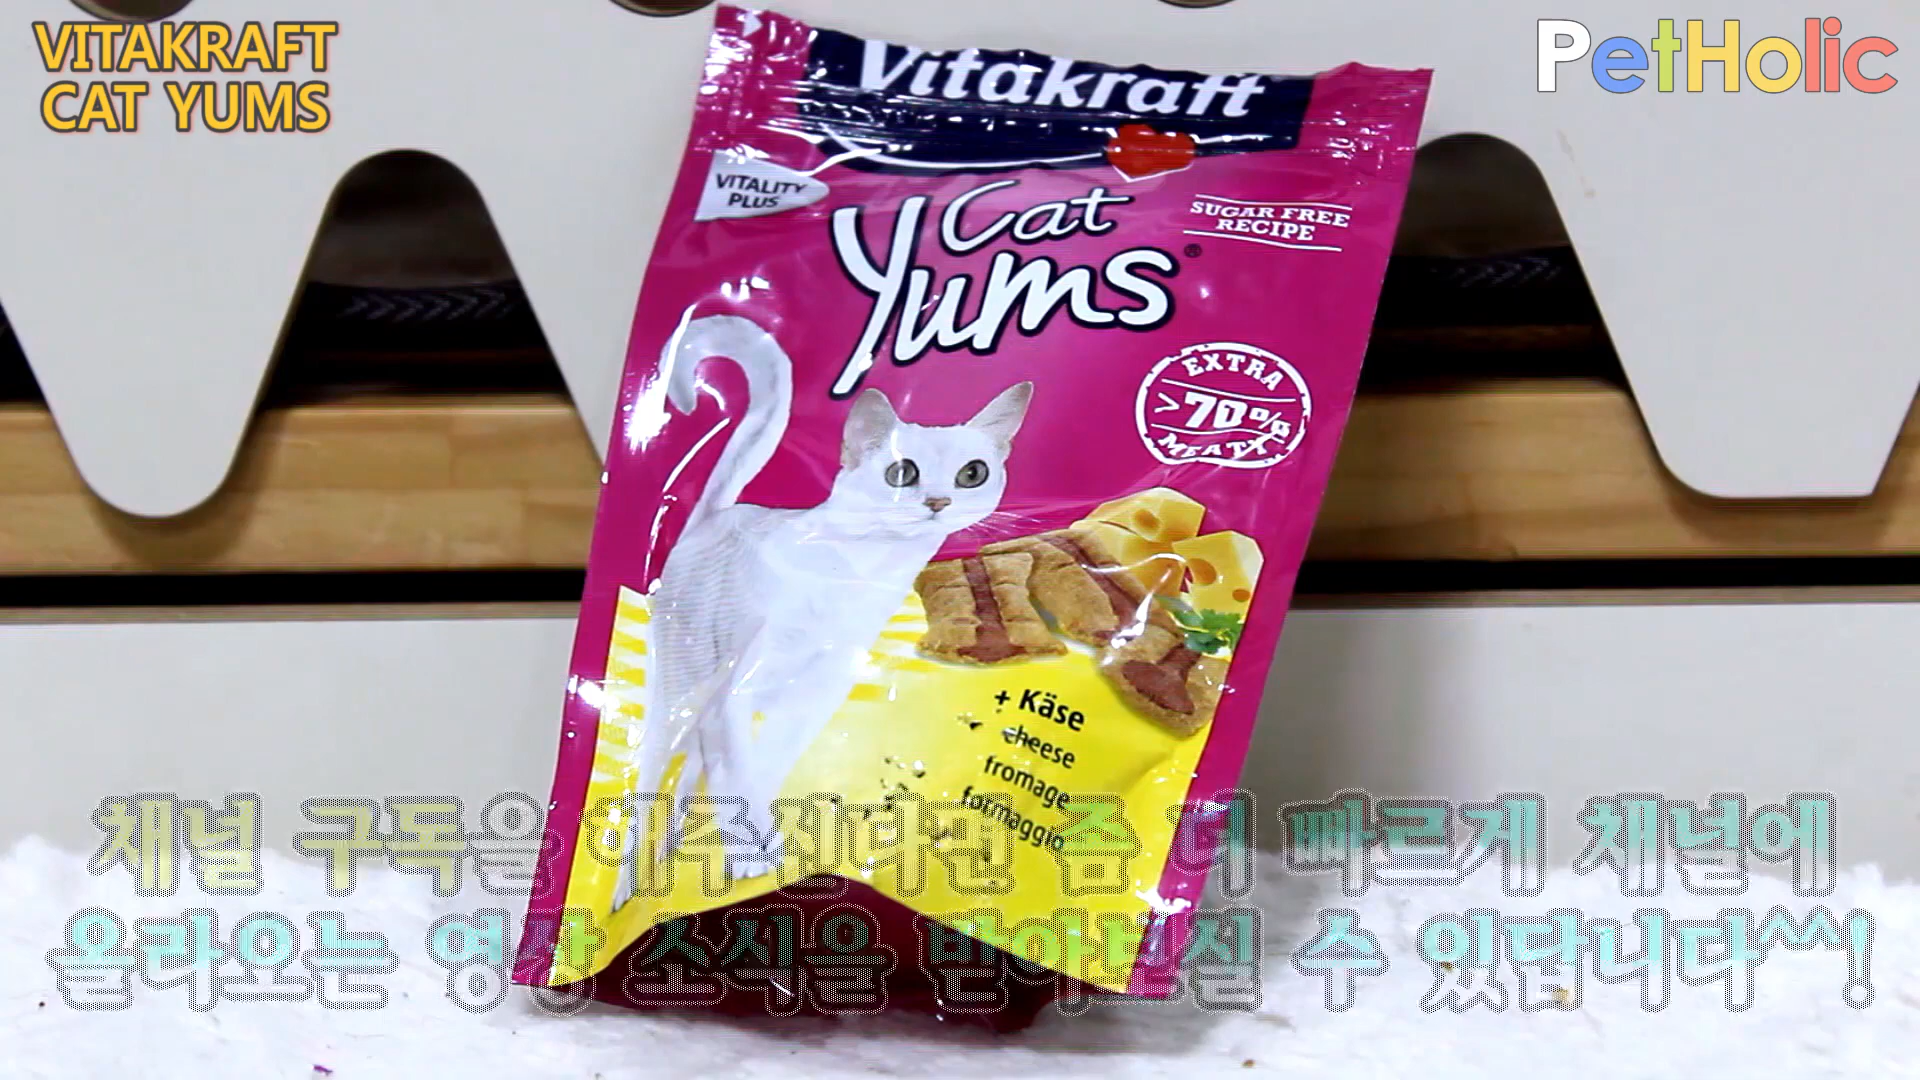 VITAKRAFT
CAT YUMS
PetHolic
Vitakraft
VITALITY
PLUS
Cat
Yums®
SUGAR FREE
RECIPE
EXTRA
>70%
MEATY
+ Käse
cheese
fromage
formaggio
채널 구독을 해주신다면 좀 더 빠르게 채널에
올라오는 영상 소식을 받아보실 수 있답니다^^!